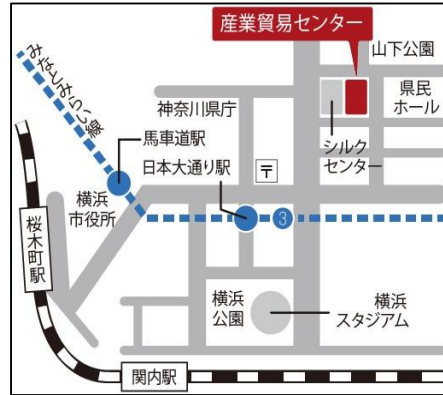 産業貿易センター
山下公園
みなとみらい線
神奈川県庁
県民
ホール
馬車道駅
シルク
センター
日本大通り駅
〒
横浜
市役所
3
桜木町駅
横浜
公園
横浜
スタジアム
関内駅